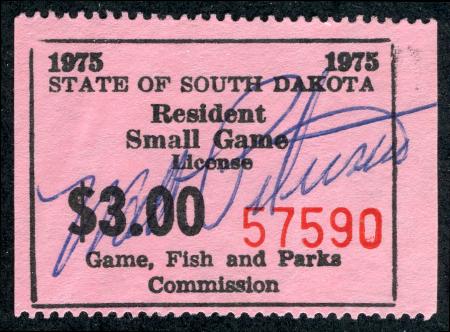 1975 1975
STATE OF SOUTH DAKOTA
Resident
Small Game
License
$3.00 57590
Game, Fish and Parks
Commission